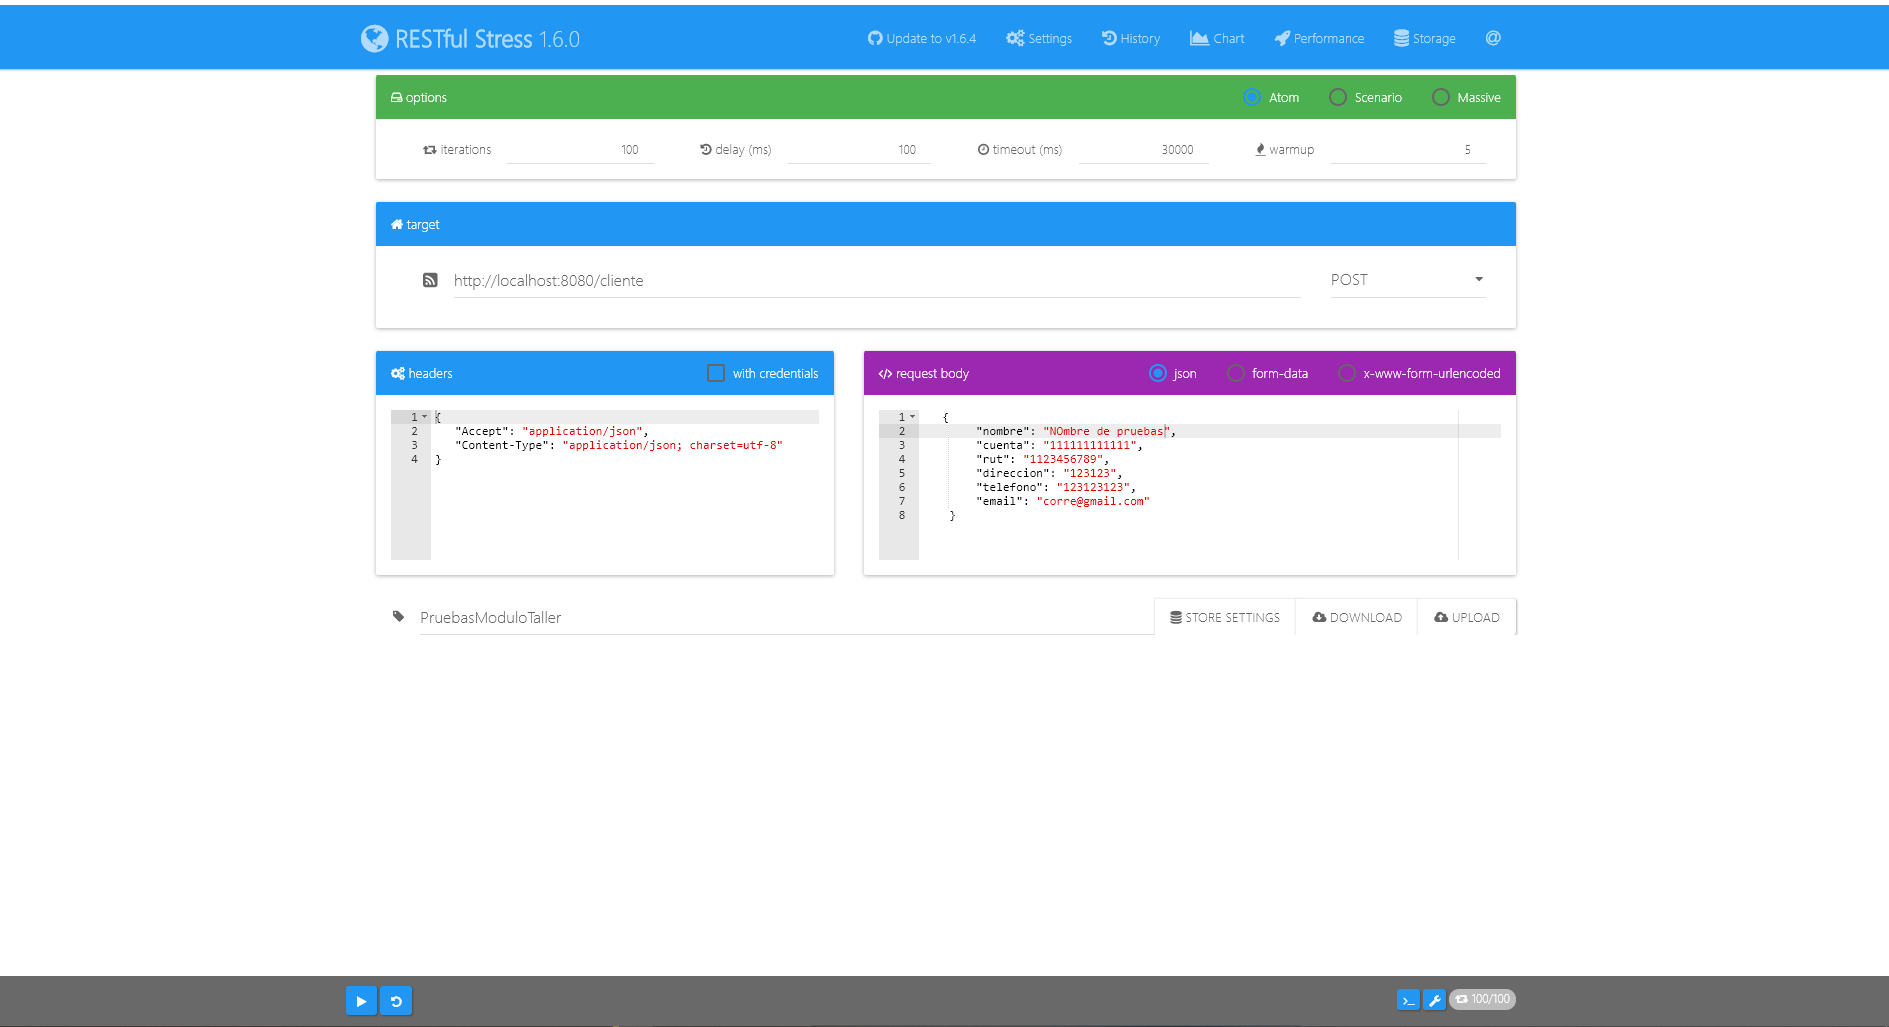 RESTful Stress 1.6.0
Update to v1.6.4 Settings History Chart Performance Storage @
options Atom Scenario Massive
iterations 100 delay (ms) 100 timeout (ms) 30000 warmup 5
target
http://localhost:8080/cliente POST
headers with credentials
1 {
2 "Accept": "application/json",
3 "Content-Type": "application/json; charset=utf-8"
4 }
</> request body json form-data x-www-form-urlencoded
1 {
2 "nombre": "NOmbre de pruebas",
3 "cuenta": "111111111111",
4 "rut": "1123456789",
5 "direccion": "123123",
6 "telefono": "123123123",
7 "email": "corre@gmail.com"
8 }
PruebasModuloTaller STORE SETTINGS DOWNLOAD UPLOAD
>_ 100/100